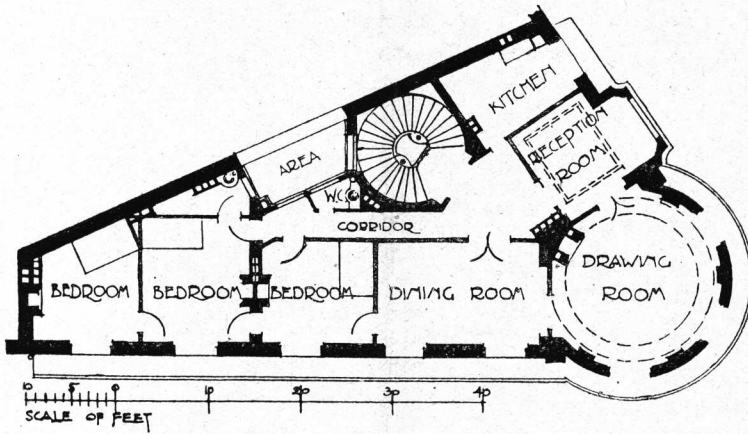 KITCHEN
RECEPTION
ROOM
AREA
W.C.
CORRIDOR
BEDROOM
BEDROOM
BEDROOM
DINING ROOM
DRAWING
ROOM
10 5 0 10 20 30 40
SCALE OF FEET